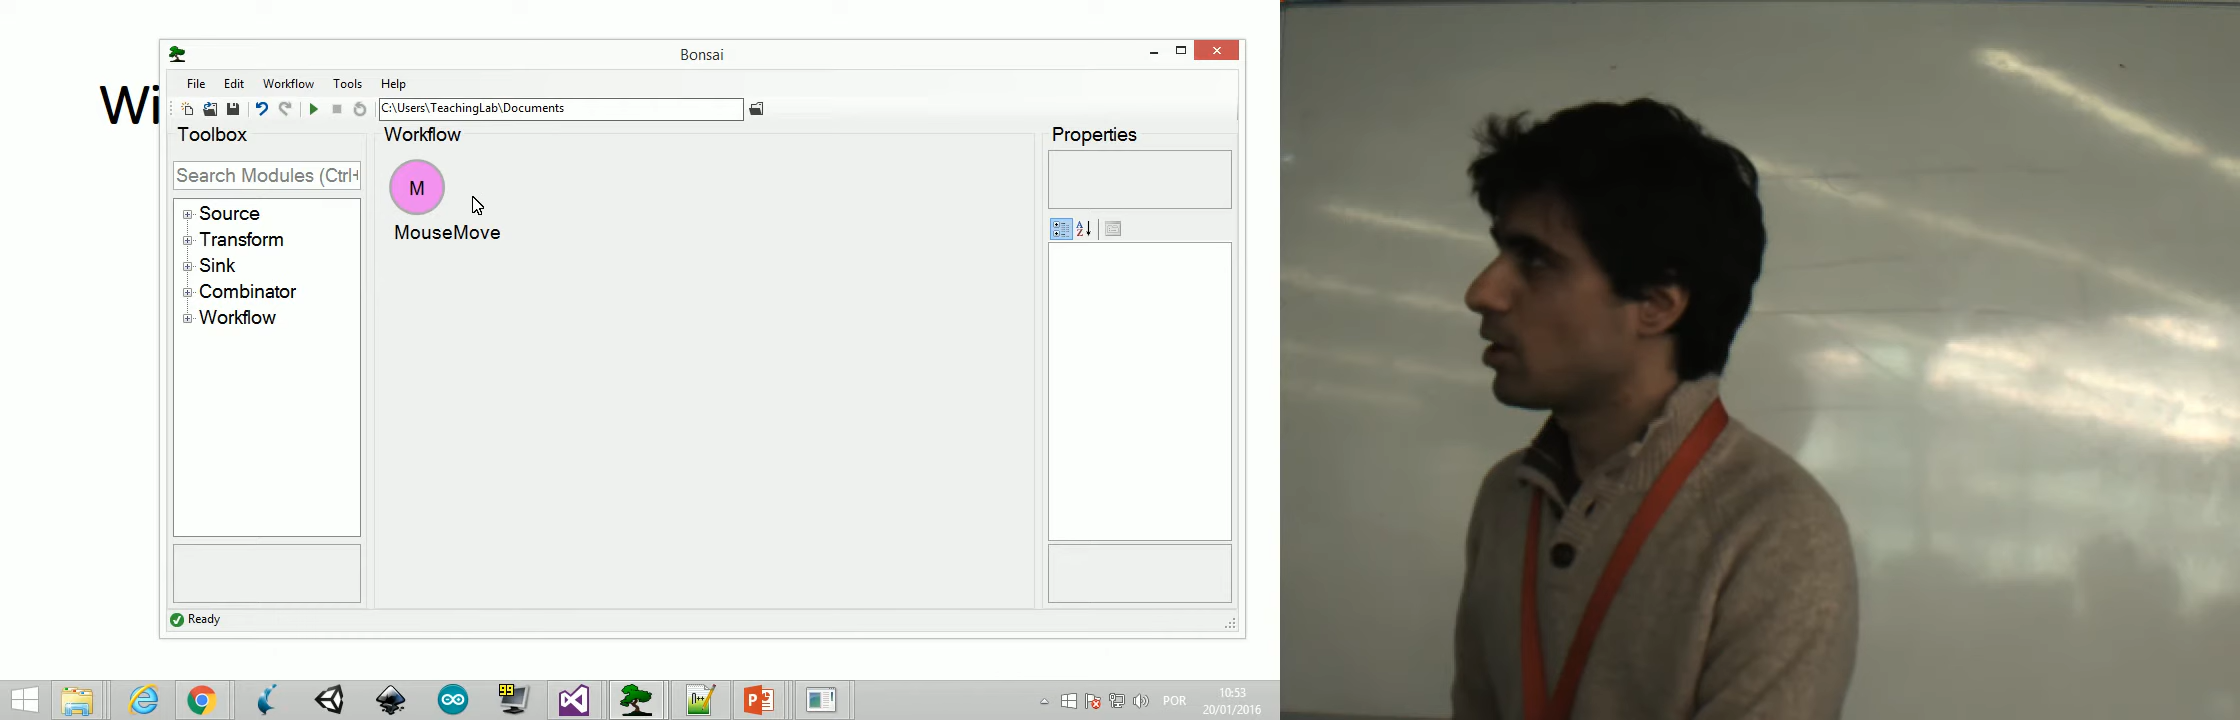 Wi
Bonsai
File Edit Workflow Tools Help
C:\Users\TeachingLab\Documents
Toolbox
Workflow
Properties
Search Modules (Ctrl+
M
MouseMove
Source
Transform
Sink
Combinator
Workflow
A
Z
Ready
99
POR
10:53
20/01/2016